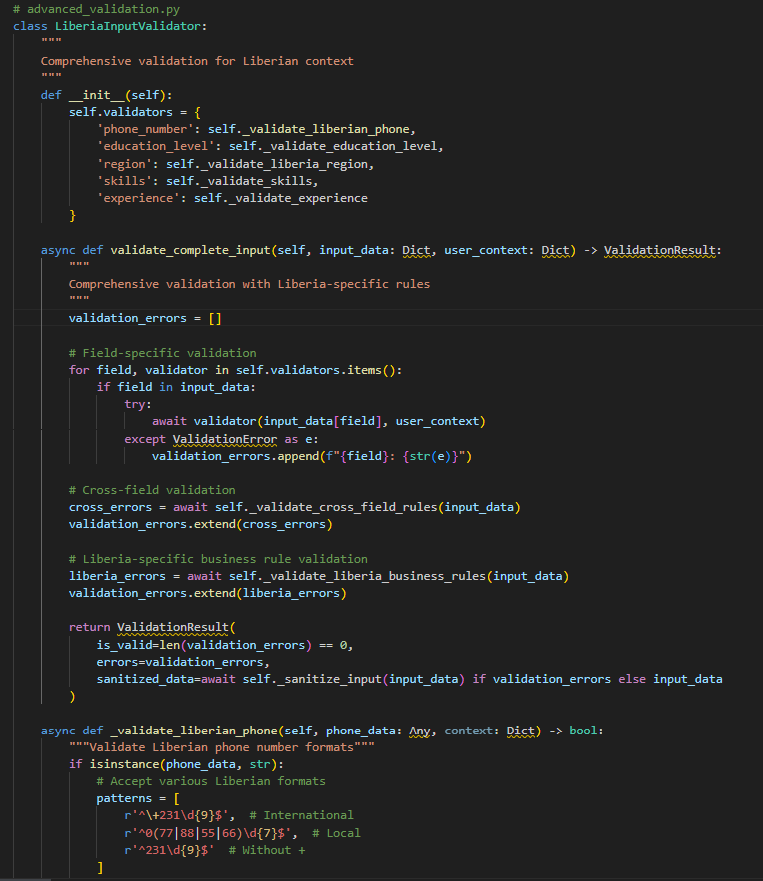 # advanced_validation.py
class LiberiaInputValidator:
    """
    Comprehensive validation for Liberian context
    """
    def __init__(self):
        self.validators = {
            'phone_number': self._validate_liberian_phone,
            'education_level': self._validate_education_level,
            'region': self._validate_liberia_region,
            'skills': self._validate_skills,
            'experience': self._validate_experience
        }
    async def validate_complete_input(self, input_data: Dict, user_context: Dict) -> ValidationResult:
        """
        Comprehensive validation with Liberia-specific rules
        """
        validation_errors = []
        # Field-specific validation
        for field, validator in self.validators.items():
            if field in input_data:
                try:
                    await validator(input_data[field], user_context)
                except ValidationError as e:
                    validation_errors.append(f"{field}: {str(e)}")
        # Cross-field validation
        cross_errors = await self._validate_cross_field_rules(input_data)
        validation_errors.extend(cross_errors)
        # Liberia-specific business rule validation
        liberia_errors = await self._validate_liberia_business_rules(input_data)
        validation_errors.extend(liberia_errors)
        return ValidationResult(
            is_valid=len(validation_errors) == 0,
            errors=validation_errors,
            sanitized_data=await self._sanitize_input(input_data) if validation_errors else input_data
        )
    async def _validate_liberian_phone(self, phone_data: Any, context: Dict) -> bool:
        """Validate Liberian phone number formats"""
        if isinstance(phone_data, str):
            # Accept various Liberian formats
            patterns = [
                r'^\+231\d{9}$',  # International
                r'^0(77|88|55|66)\d{7}$',  # Local
                r'^231\d{9}$'  # Without +
            ]